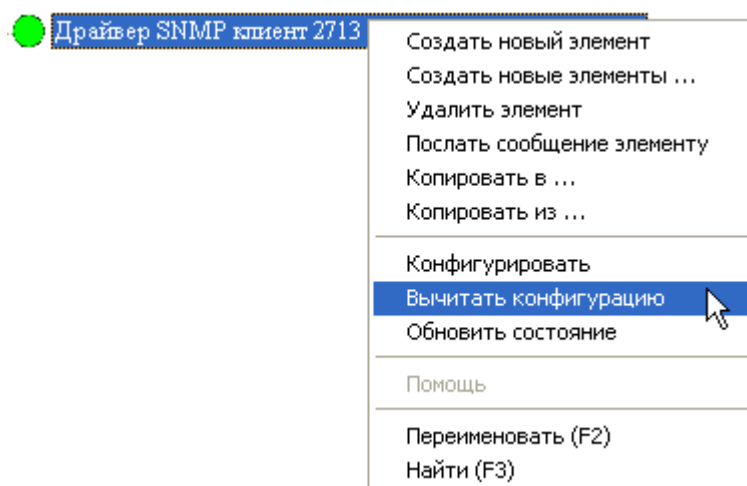 Драйвер SNMP клиент 2713
Создать новый элемент
Создать новые элементы ...
Удалить элемент
Послать сообщение элементу
Копировать в ...
Копировать из ...
Конфигурировать
Вычитать конфигурацию
Обновить состояние
Помощь
Переименовать (F2)
Найти (F3)